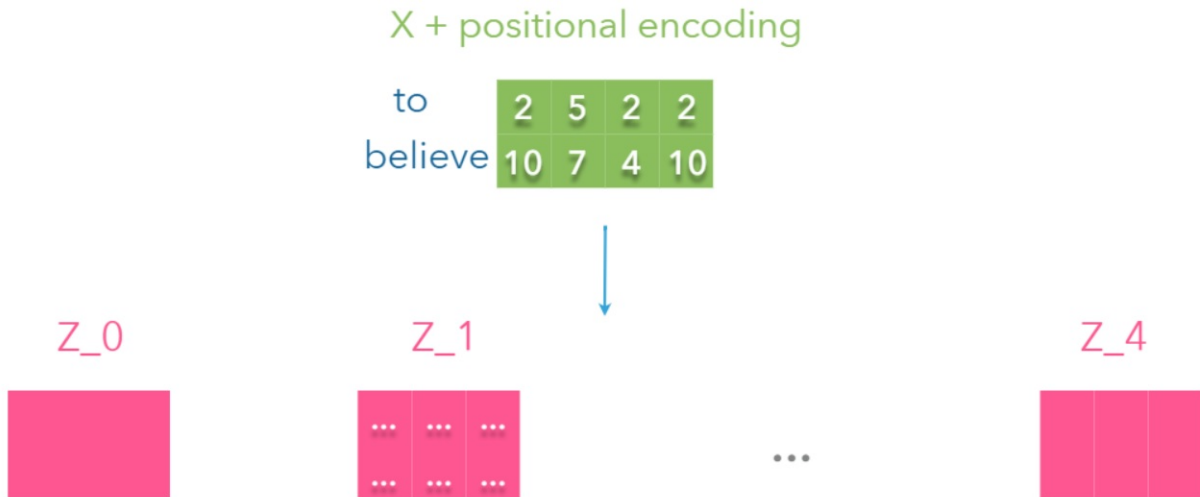 X + positional encoding
to 2 5 2 2
believe 10 7 4 10
Z_0 Z_1 Z_4
... ... ...
...
... ... ...